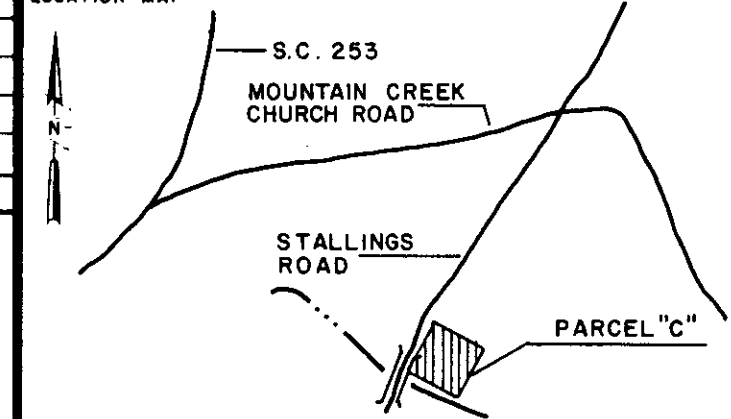 LOCATION MAP
S.C. 253
MOUNTAIN CREEK
CHURCH ROAD
N
STALLINGS
ROAD
PARCEL "C"